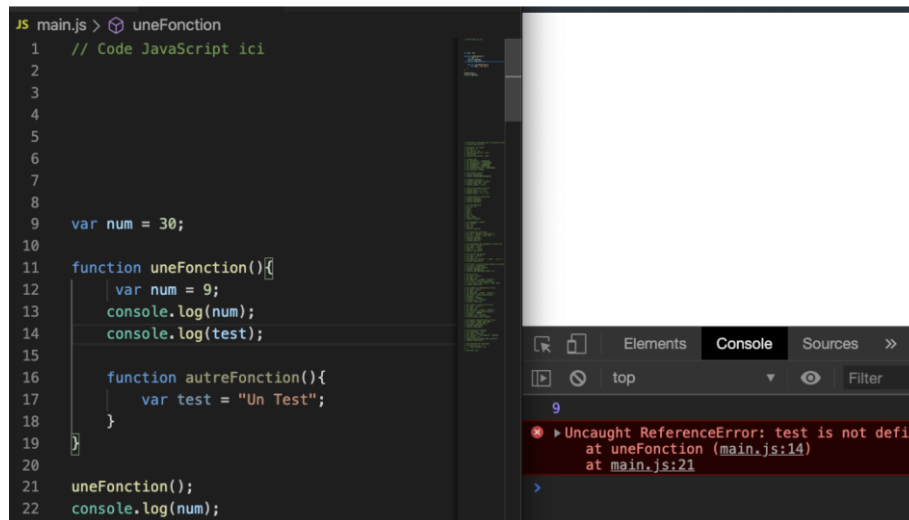 JS main.js > uneFonction
1 // Code JavaScript ici
2
3
4
5
6
7
8
9 var num = 30;
10
11 function uneFonction(){
12 var num = 9;
13 console.log(num);
14 console.log(test);
15
16 function autreFonction(){
17 var test = "Un Test";
18 }
19 }
20
21 uneFonction();
22 console.log(num);
Elements Console Sources »
top Filter
9
Uncaught ReferenceError: test is not defi
at uneFonction (main.js:14)
at main.js:21
>